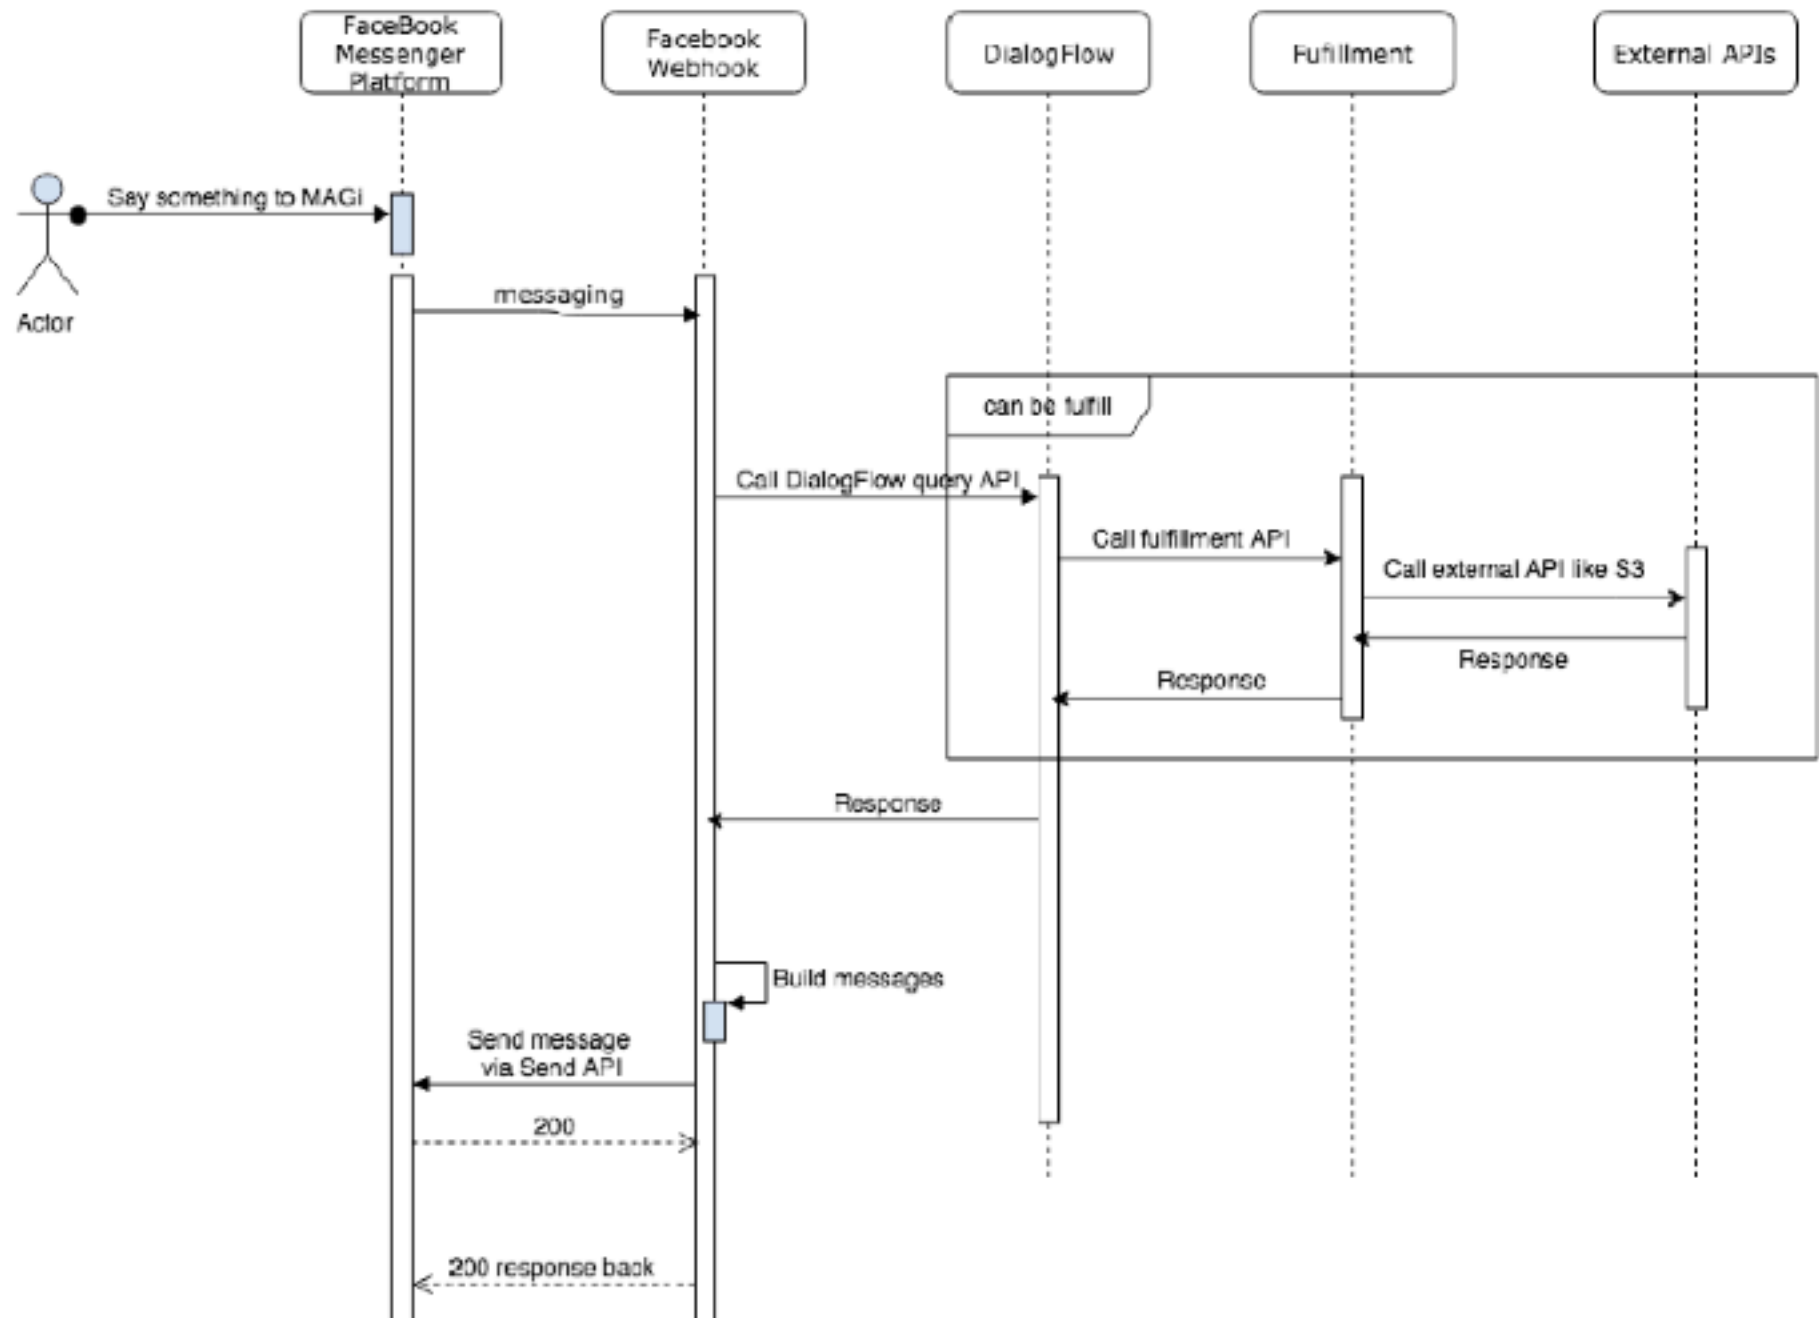 FaceBook
Messenger
Platform
Facebook
Webhook
DialogFlow
Fufillment
External APIs
Say something to MAGi
Actor
messaging
can be fulfill
Call DialogFlow query API
Call fulfillment API
Call external API like S3
Response
Response
Response
Build messages
Send message
via Send API
200
200 response back